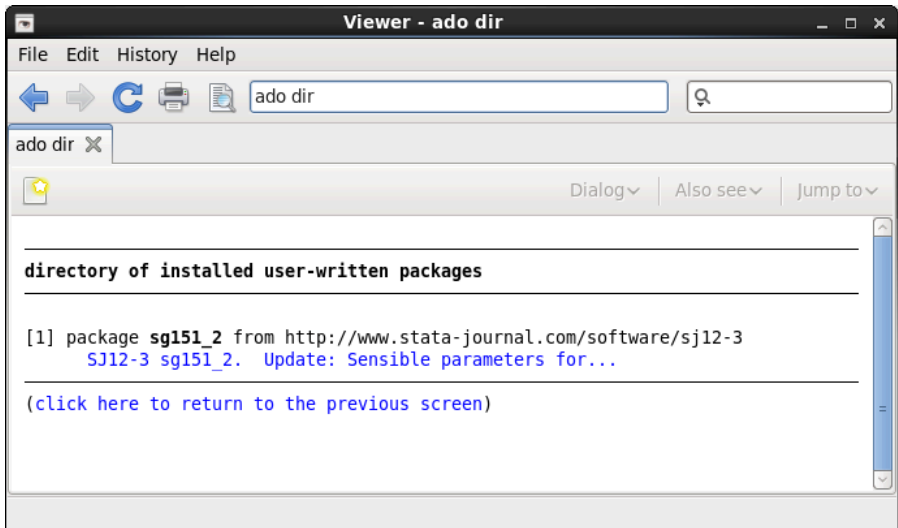 Viewer - ado dir
File Edit History Help
ado dir
ado dir
Dialog Also see Jump to
directory of installed user-written packages
[1] package sg151_2 from http://www.stata-journal.com/software/sj12-3
SJ12-3 sg151_2.  Update: Sensible parameters for...
(click here to return to the previous screen)